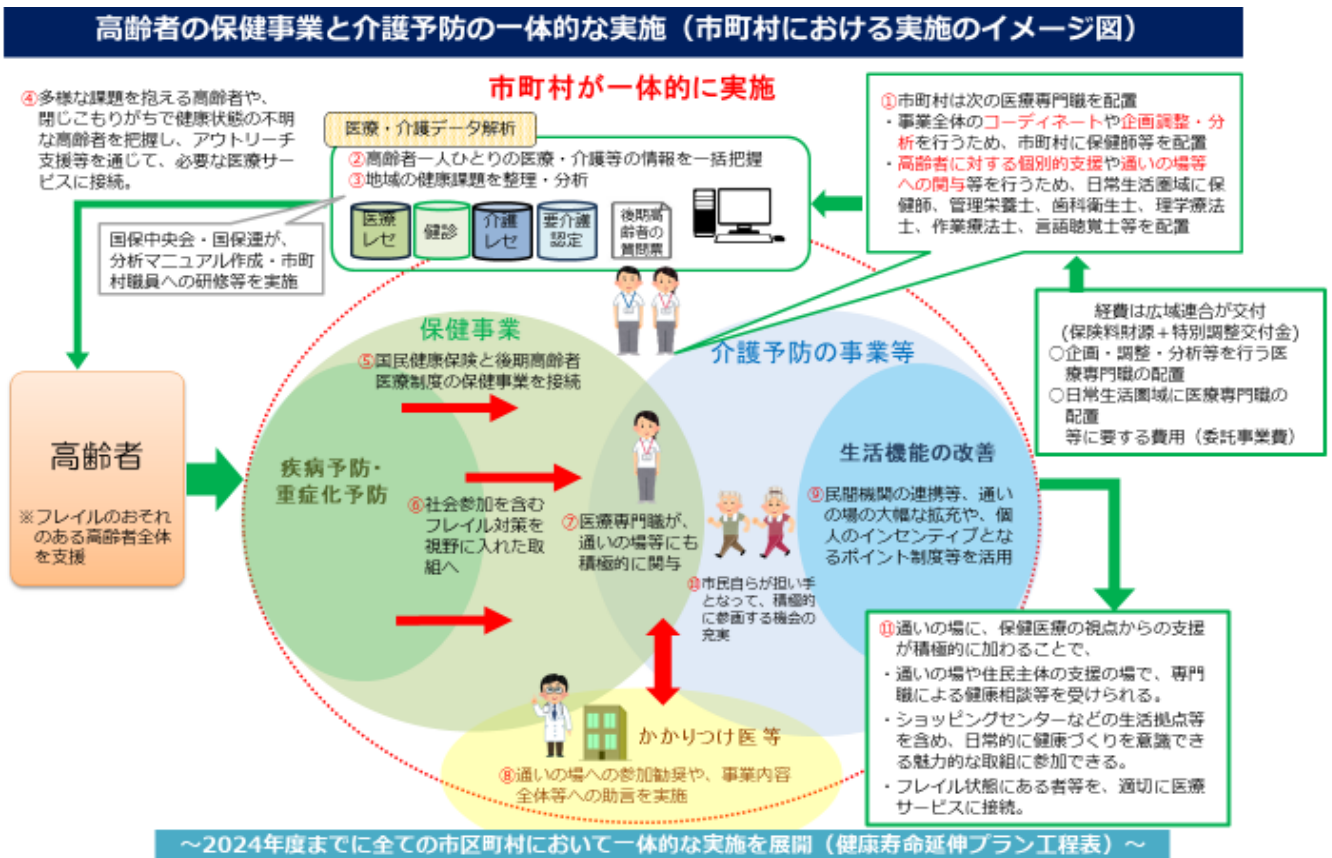 高齢者の保健事業と介護予防の一体的な実施（市町村における実施のイメージ図）
市町村が一体的に実施
④多様な課題を抱える高齢者や、
閉じこもりがちで健康状態の不明
な高齢者を把握し、アウトリーチ
支援等を通じて、必要な医療サー
ビスに接続。
医療・介護データ解析
②高齢者一人ひとりの医療・介護等の情報を一括把握
③地域の健康課題を整理・分析
医療
レセ
健診
介護
レセ
要介護
認定
後期高
齢者の
質問票
国保中央会・国保連が、
分析マニュアル作成・市町
村職員への研修等を実施
①市町村は次の医療専門職を配置
・事業全体のコーディネートや企画調整・分
析を行うため、市町村に保健師等を配置
・高齢者に対する個別的支援や通いの場等
への関与等を行うため、日常生活圏域に保
健師、管理栄養士、歯科衛生士、理学療法
士、作業療法士、言語聴覚士等を配置
経費は広域連合が交付
(保険料財源＋特別調整交付金)
○企画・調整・分析等を行う医
療専門職の配置
○日常生活圏域に医療専門職の
配置
等に要する費用（委託事業費）
高齢者
※フレイルのおそれ
のある高齢者全体
を支援
保健事業
⑤国民健康保険と後期高齢者
医療制度の保健事業を接続
疾病予防・
重症化予防
⑥社会参加を含む
フレイル対策を
視野に入れた取
組へ
⑦医療専門職が、
通いの場等にも
積極的に関与
介護予防の事業等
生活機能の改善
⑨民間機関の連携等、通い
の場の大幅な拡充や、個
人のインセンティブとな
るポイント制度等を活用
⑩市民自らが担い手
となって、積極的
に参画する機会の
充実
かかりつけ医等
⑧通いの場への参加勧奨や、事業内容
全体等への助言を実施
⑪通いの場に、保健医療の視点からの支援
が積極的に加わることで、
・通いの場や住民主体の支援の場で、専門
職による健康相談等を受けられる。
・ショッピングセンターなどの生活拠点等
を含め、日常的に健康づくりを意識でき
る魅力的な取組に参加できる。
・フレイル状態にある者等を、適切に医療
サービスに接続。
～2024年度までに全ての市区町村において一体的な実施を展開（健康寿命延伸プラン工程表）～